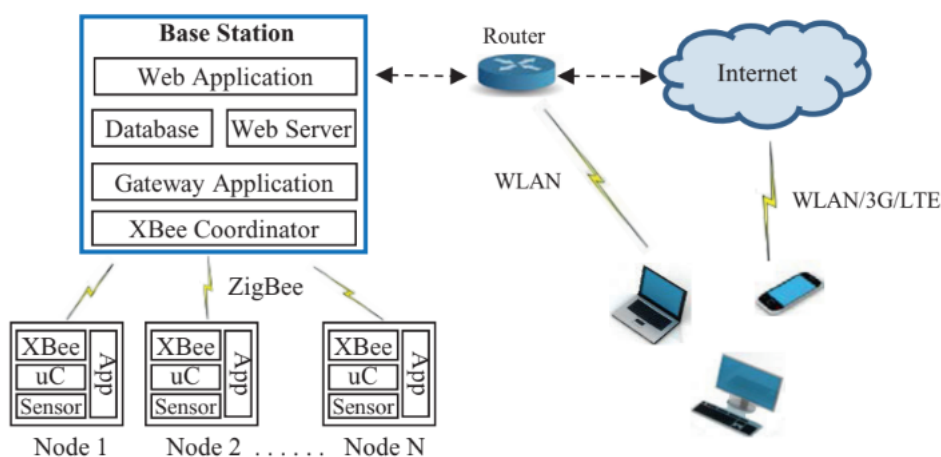 Base Station
Web Application
Database
Web Server
Gateway Application
XBee Coordinator
Router
Internet
WLAN
WLAN/3G/LTE
ZigBee
XBee
uC
Sensor
App
XBee
uC
Sensor
App
XBee
uC
Sensor
App
Node 1
Node 2 . . . . . . Node N